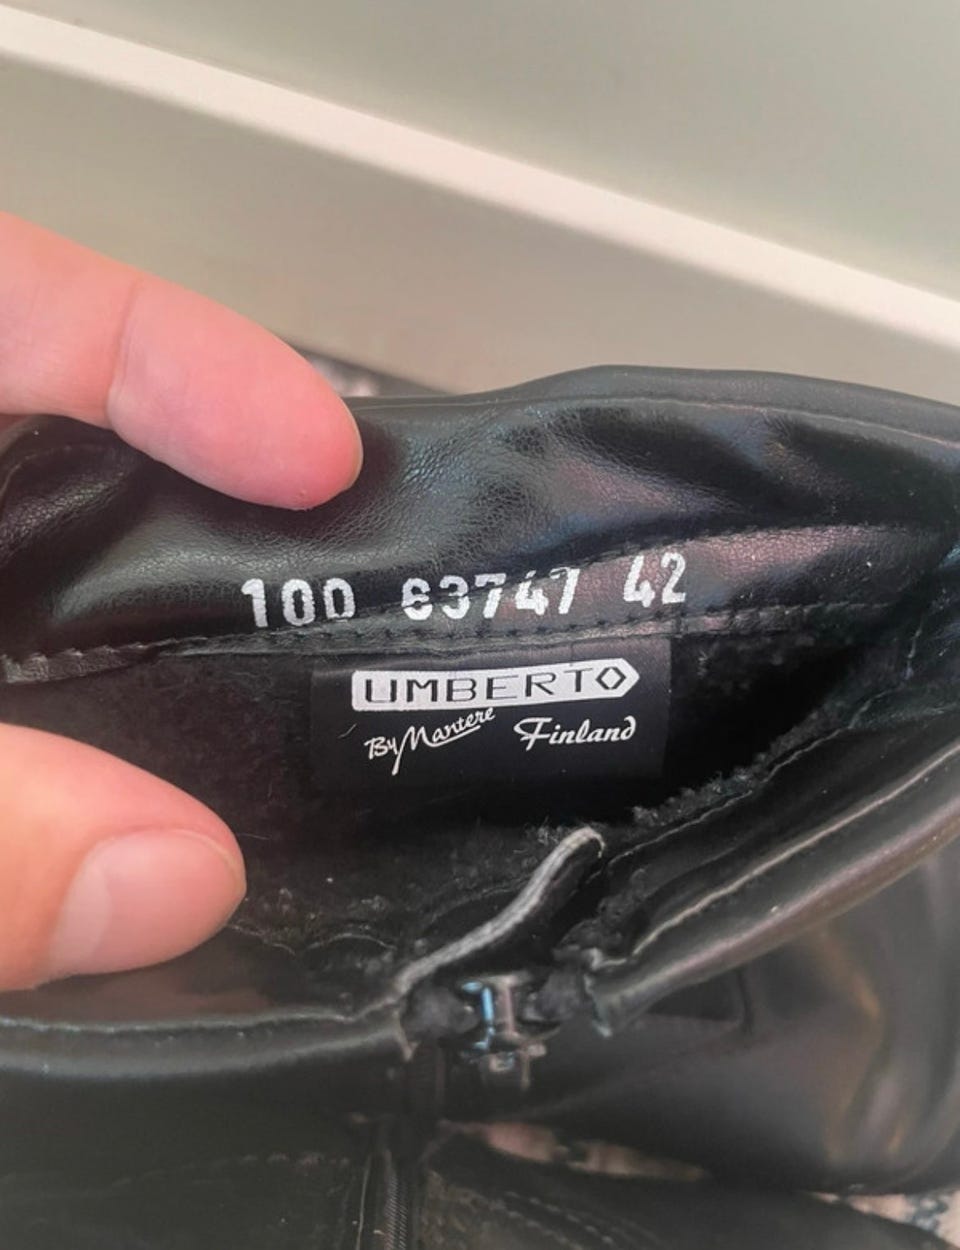 100 63747 42
UMBERTO
By Mantere Finland